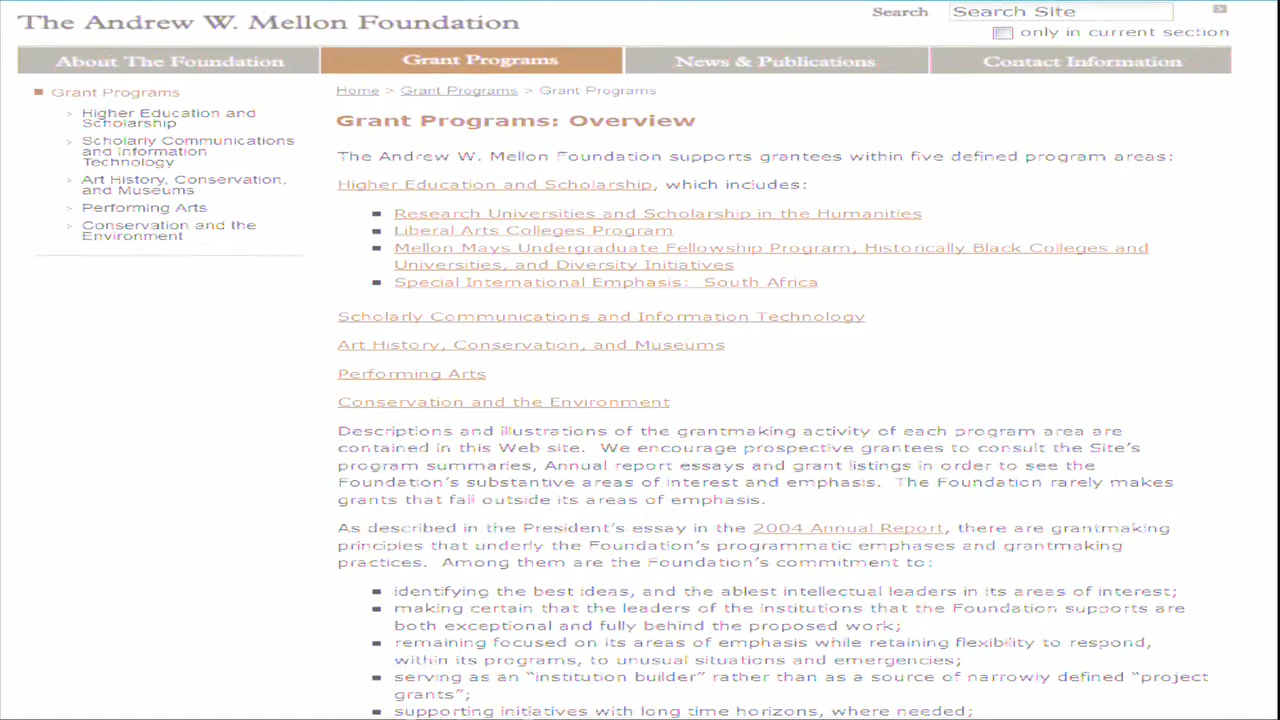 The Andrew W. Mellon Foundation
Search
Search Site
only in current section
About The Foundation
Grant Programs
News & Publications
Contact Information
Grant Programs
> Higher Education and
Scholarship
> Scholarly Communications
and Information
Technology
> Art History, Conservation,
and Museums
> Performing Arts
> Conservation and the
Environment
Home > Grant Programs > Grant Programs
Grant Programs: Overview
The Andrew W. Mellon Foundation supports grantees within five defined program areas:
Higher Education and Scholarship, which includes:
Research Universities and Scholarship in the Humanities
Liberal Arts Colleges Program
Mellon Mays Undergraduate Fellowship Program, Historically Black Colleges and
Universities, and Diversity Initiatives
Special International Emphasis: South Africa
Scholarly Communications and Information Technology
Art History, Conservation, and Museums
Performing Arts
Conservation and the Environment
Descriptions and illustrations of the grantmaking activity of each program area are
contained in this Web site. We encourage prospective grantees to consult the Site's
program summaries, Annual report essays and grant listings in order to see the
Foundation's substantive areas of interest and emphasis. The Foundation rarely makes
grants that fall outside its areas of emphasis.
As described in the President's essay in the 2004 Annual Report, there are grantmaking
principles that underly the Foundation's programmatic emphases and grantmaking
practices. Among them are the Foundation's commitment to:
identifying the best ideas, and the ablest intellectual leaders in its areas of interest;
making certain that the leaders of the institutions that the Foundation supports are
both exceptional and fully behind the proposed work;
remaining focused on its areas of emphasis while retaining flexibility to respond,
within its programs, to unusual situations and emergencies;
serving as an "institution builder" rather than as a source of narrowly defined "project
grants";
supporting initiatives with long time horizons, where needed;